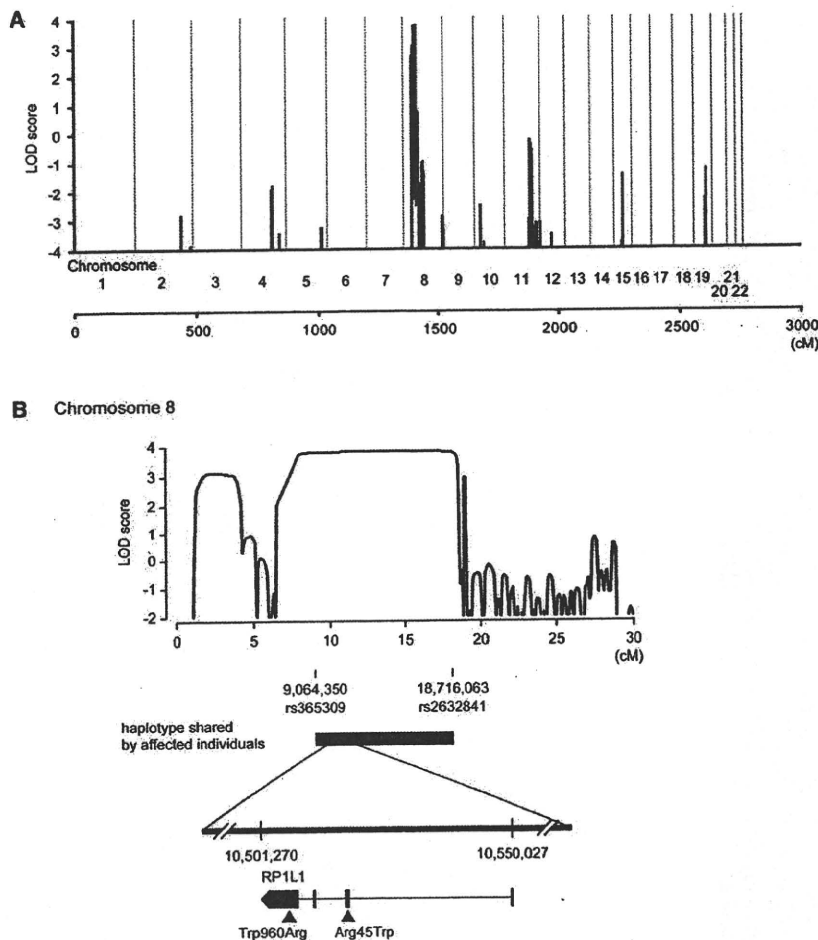 A
LOD score
4
3
2
1
0
-1
-2
-3
-4
Chromosome
1 2 3 4 5 6 7 8 9 10 11 12 13 14 15 16 17 18 19 21
20 22
0 500 1000 1500 2000 2500 3000
(cM)
B Chromosome 8
LOD score
4
3
2
1
0
-1
-2
0 5 10 15 20 25 30
(cM)
9,064,350 18,716,063
rs365309 rs2632841
haplotype shared
by affected individuals
10,501,270 10,550,027
RP1L1
Trp960Arg Arg45Trp